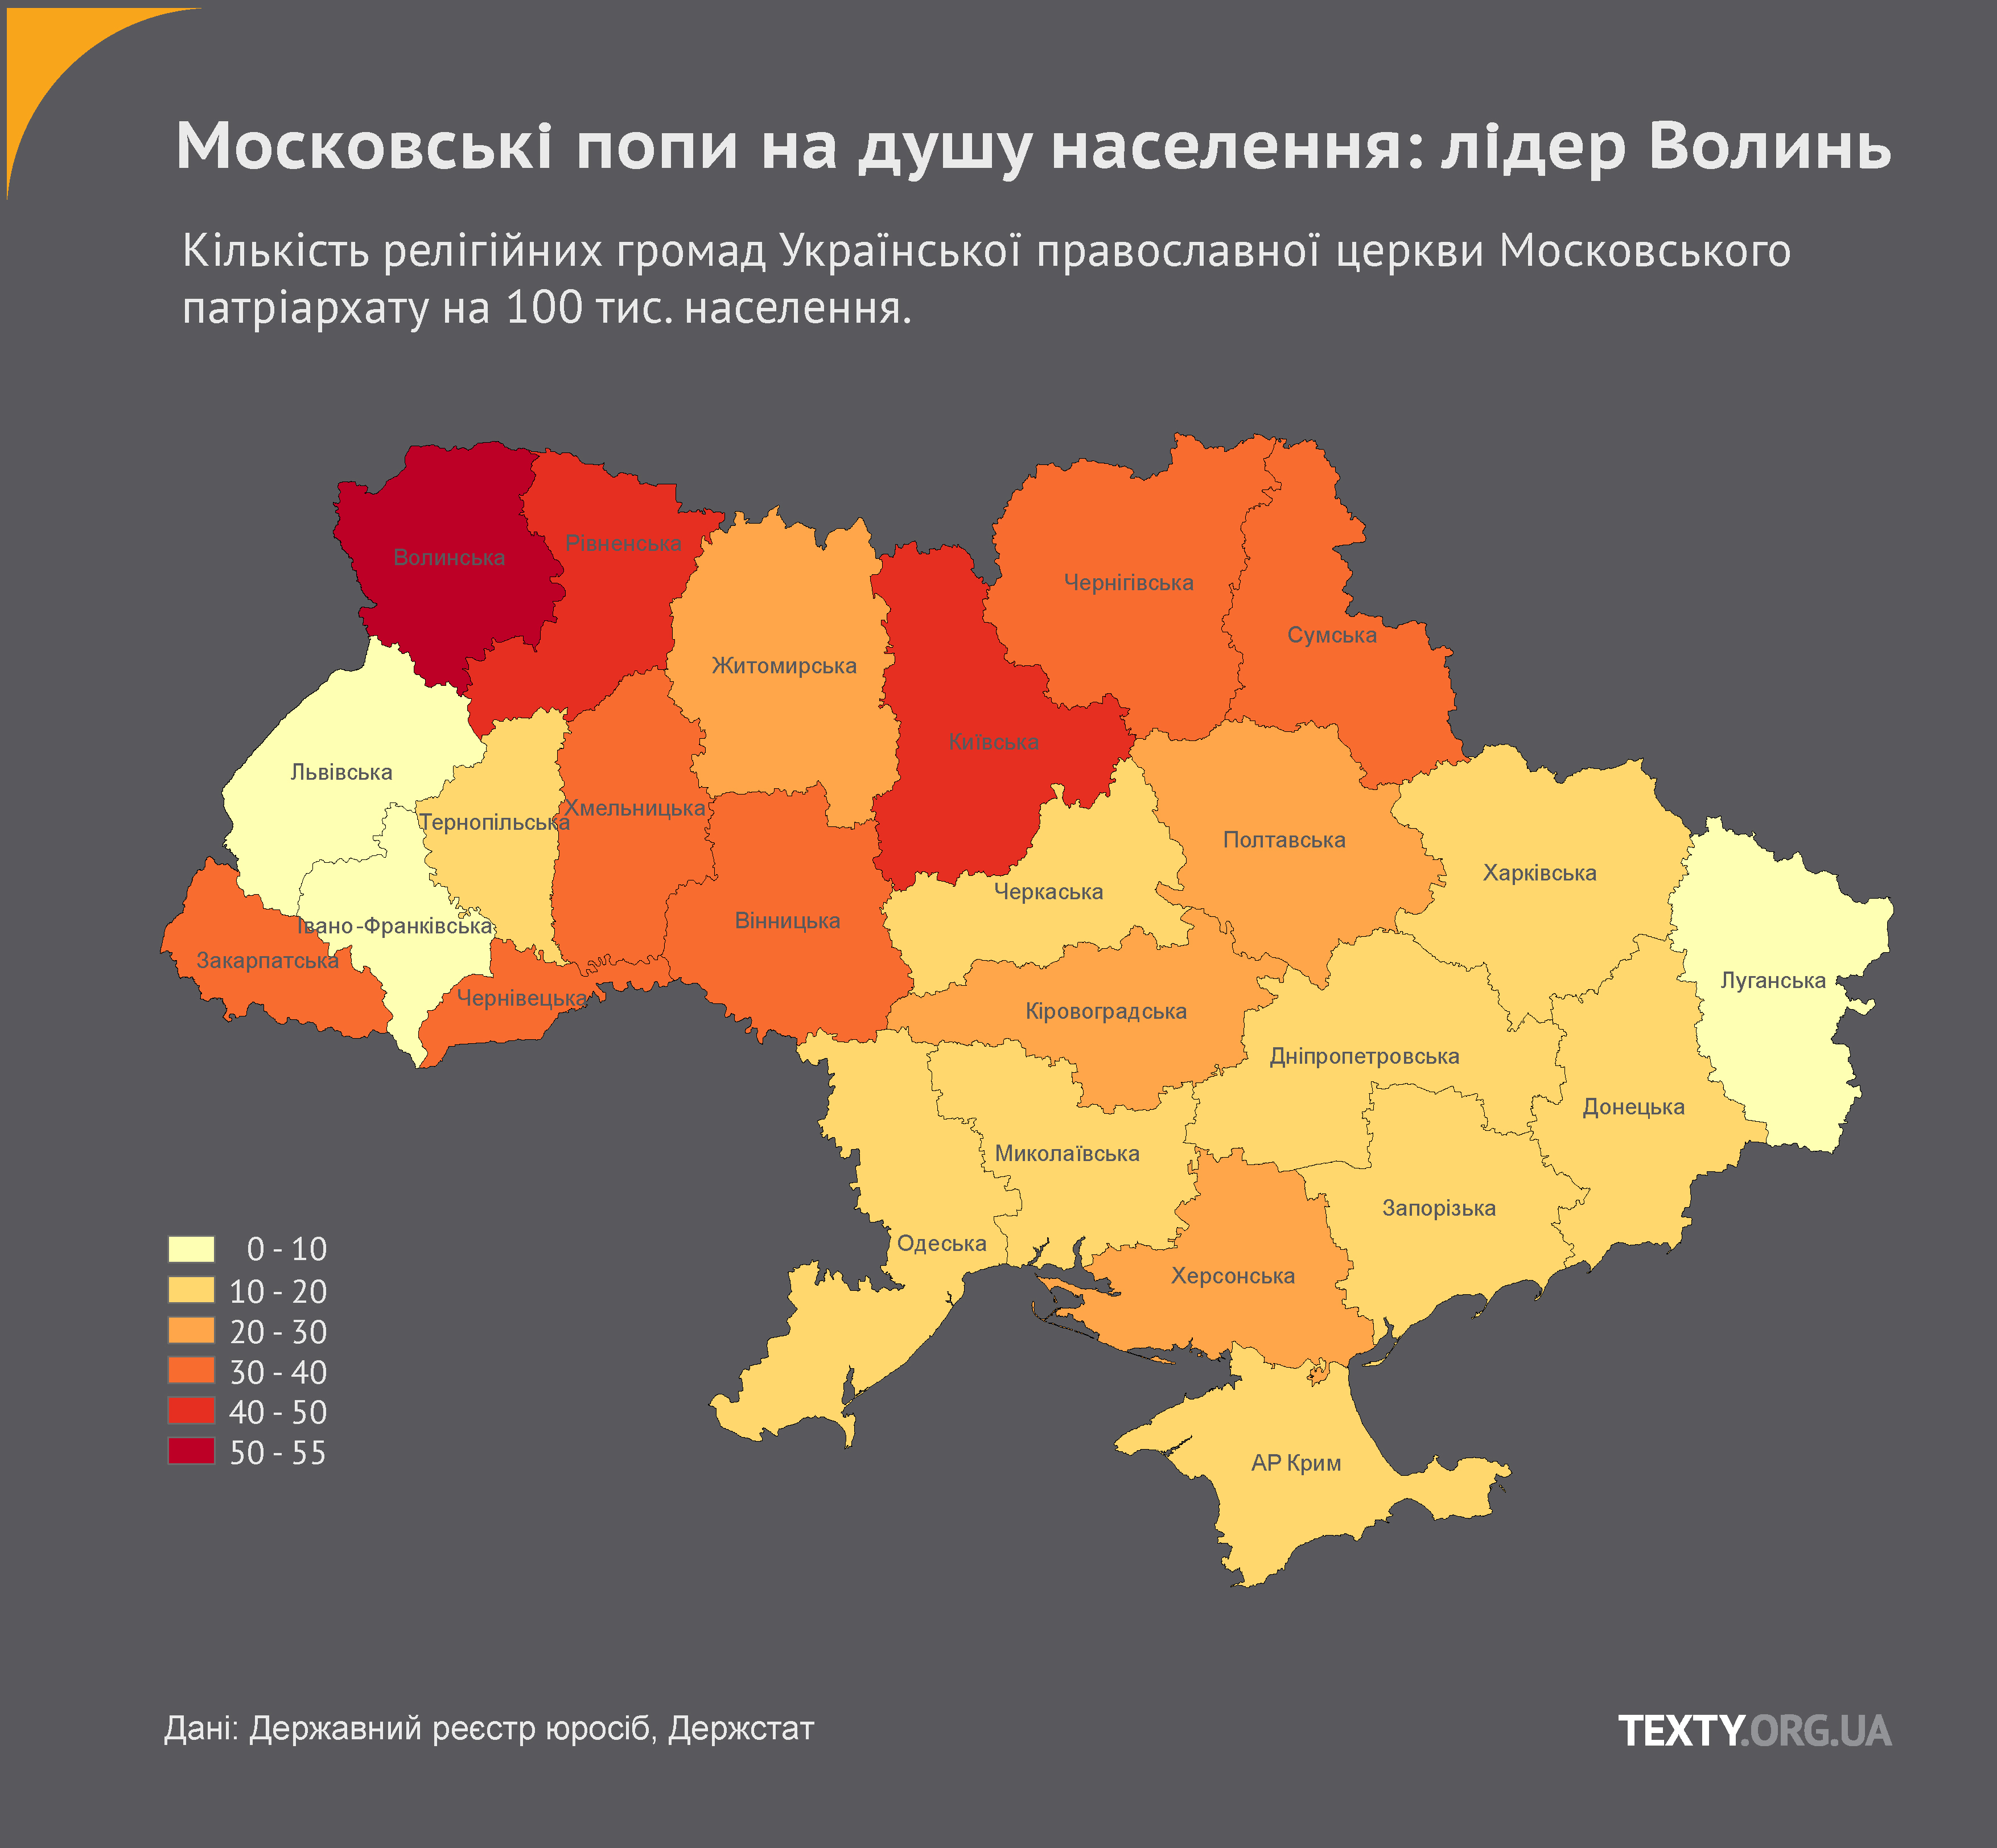 Московські попи на душу населення: лідер Волинь
Кількість релігійних громад Української православної церкви Московського
патріархату на 100 тис. населення.
Волинська
Рівненська
Житомирська
Київська
Чернігівська
Сумська
Львівська
Тернопільська
Хмельницька
Вінницька
Черкаська
Полтавська
Харківська
Луганська
Івано-Франківська
Закарпатська
Чернівецька
Кіровоградська
Дніпропетровська
Донецька
Миколаївська
Запорізька
Одеська
Херсонська
АР Крим
0 - 10
10 - 20
20 - 30
30 - 40
40 - 50
50 - 55
Дані: Державний реєстр юросіб, Держстат
TEXTY.ORG.UA